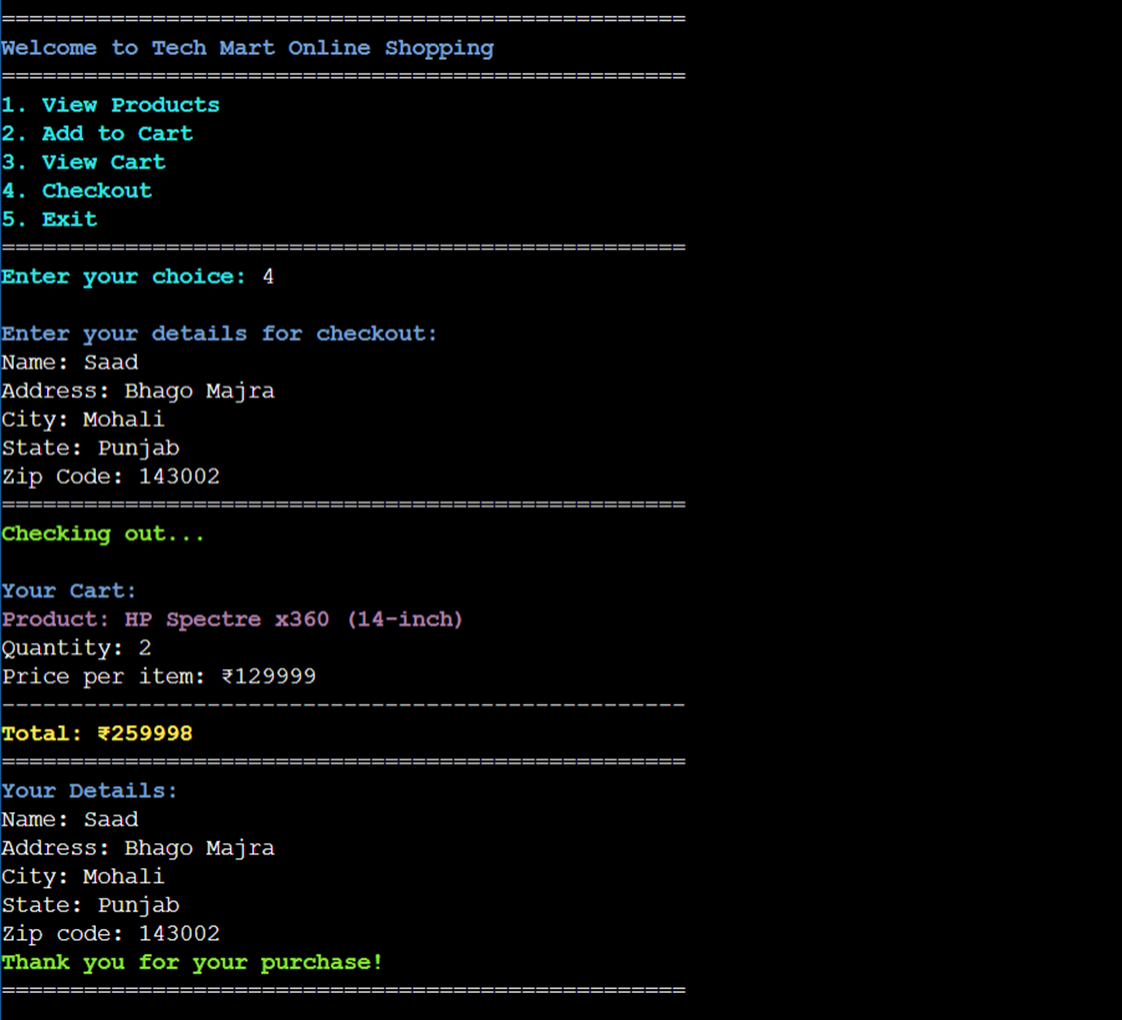 ==================================================
Welcome to Tech Mart Online Shopping
==================================================
1. View Products
2. Add to Cart
3. View Cart
4. Checkout
5. Exit
==================================================
Enter your choice: 4
Enter your details for checkout:
Name: Saad
Address: Bhago Majra
City: Mohali
State: Punjab
Zip Code: 143002
==================================================
Checking out...
Your Cart:
Product: HP Spectre x360 (14-inch)
Quantity: 2
Price per item: ₹129999
--------------------------------------------------
Total: ₹259998
==================================================
Your Details:
Name: Saad
Address: Bhago Majra
City: Mohali
State: Punjab
Zip code: 143002
Thank you for your purchase!
==================================================